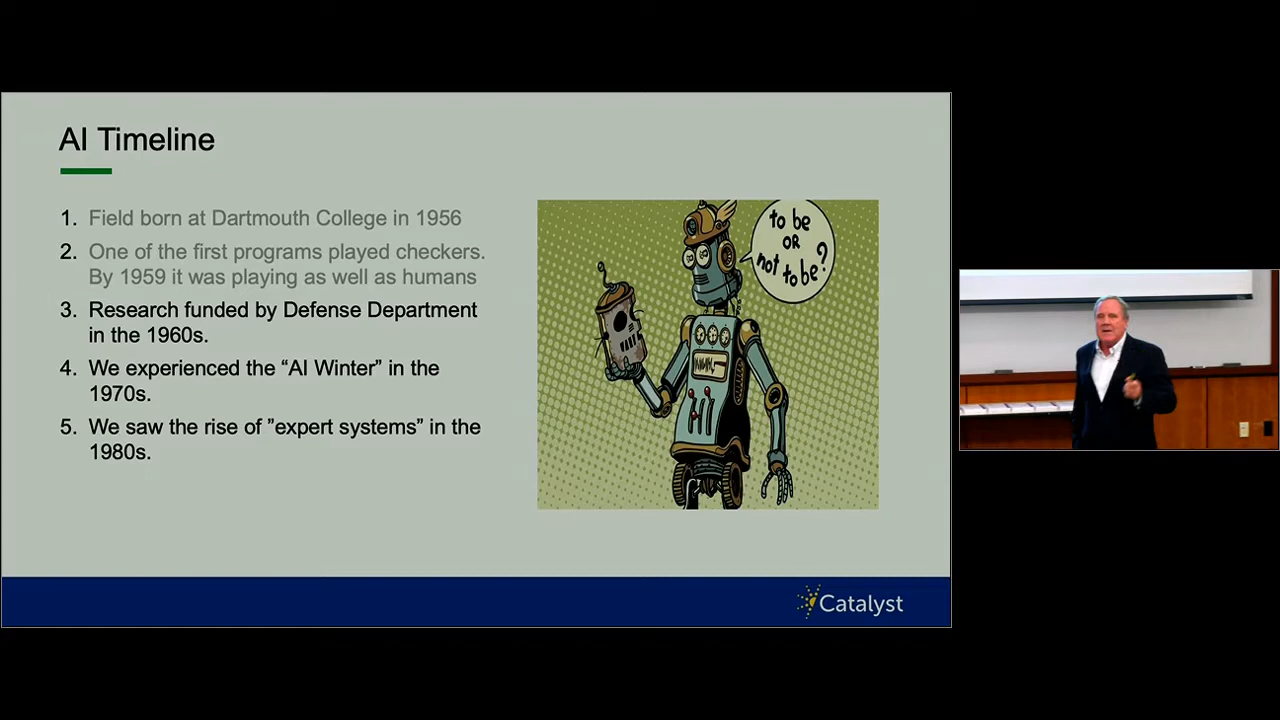 AI Timeline
1. Field born at Dartmouth College in 1956
2. One of the first programs played checkers.
By 1959 it was playing as well as humans
3. Research funded by Defense Department
in the 1960s.
4. We experienced the “AI Winter” in the
1970s.
5. We saw the rise of ”expert systems” in the
1980s.
to be
OR
not to be?
Catalyst